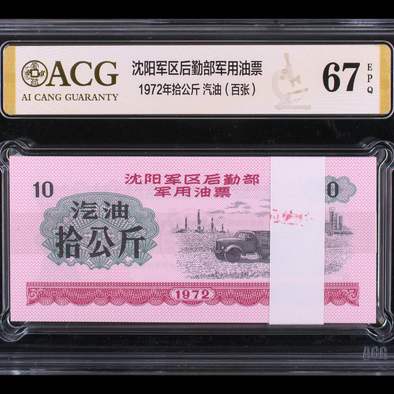 ACG
AI CANG GUARANTY
沈阳军区后勤部军用油票
1972年拾公斤 汽油(百张)
67 EPQ
沈阳军区后勤部
军用油票
10
0
汽油
拾公斤
1972
ACG